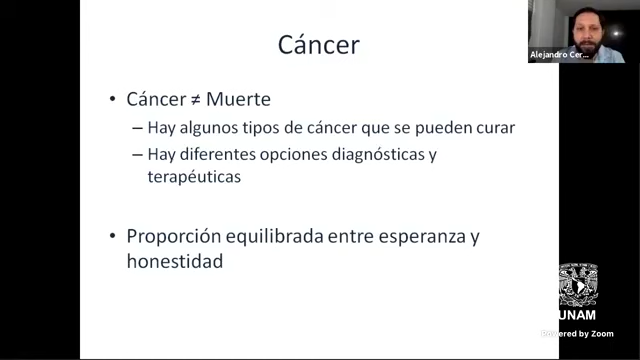 Cáncer
Alejandro Cer...
• Cáncer ≠ Muerte
– Hay algunos tipos de cáncer que se pueden curar
– Hay diferentes opciones diagnósticas y
terapéuticas
• Proporción equilibrada entre esperanza y
honestidad
UNAM
Powered by Zoom